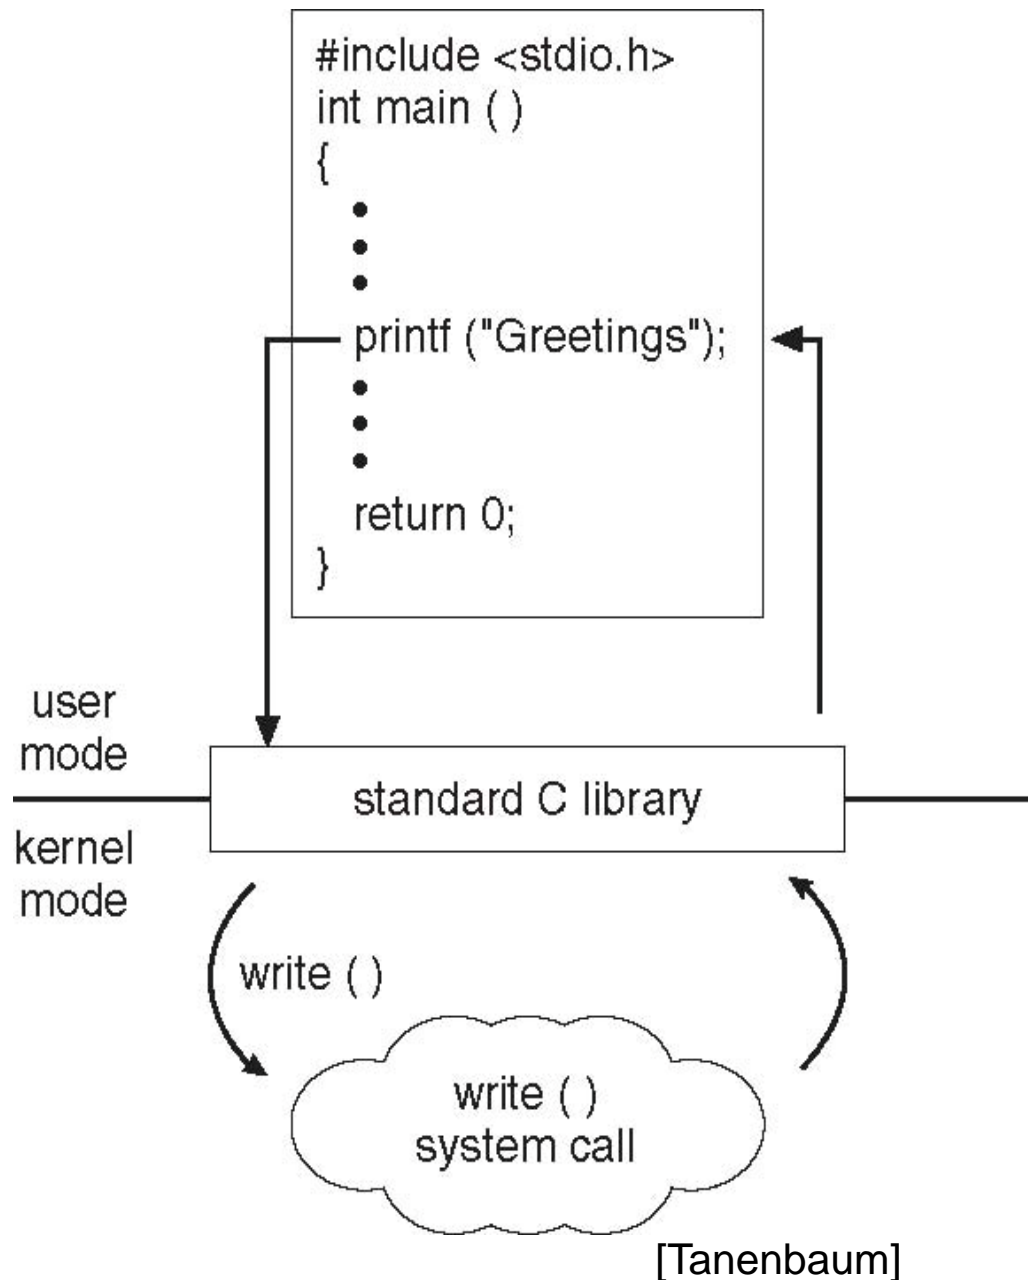 #include <stdio.h>
int main ( )
{
•
•
•
printf ("Greetings");
•
•
•
return 0;
}
user
mode
standard C library
kernel
mode
write ( )
write ( )
system call
[Tanenbaum]